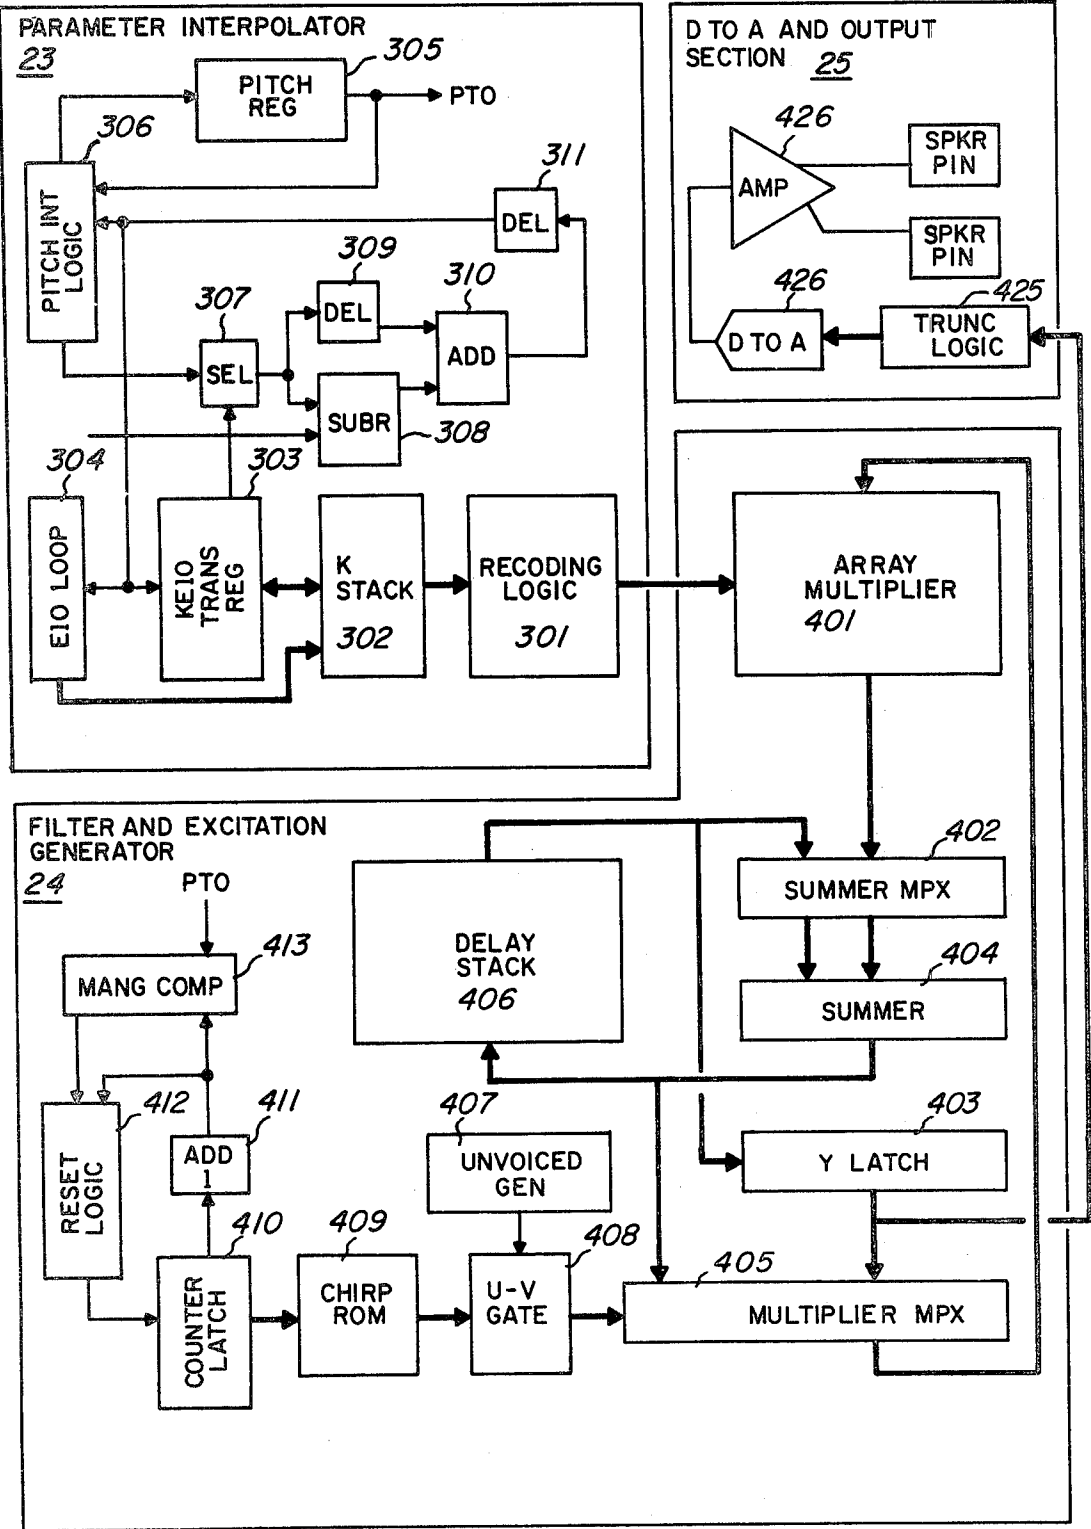 PARAMETER INTERPOLATOR
23
305
PITCH
REG
PTO
306
PITCH INT
LOGIC
311
DEL
309
DEL
310
ADD
307
SEL
SUBR
308
304
EIO LOOP
303
KEIO
TRANS
REG
K
STACK
302
RECODING
LOGIC
301
D TO A AND OUTPUT
SECTION 25
426
AMP
SPKR
PIN
SPKR
PIN
426
D TO A
425
TRUNC
LOGIC
ARRAY
MULTIPLIER
401
FILTER AND EXCITATION
GENERATOR
24
PTO
413
MANG COMP
412
RESET
LOGIC
411
ADD
1
410
COUNTER
LATCH
409
CHIRP
ROM
407
UNVOICED
GEN
408
U-V
GATE
DELAY
STACK
406
402
SUMMER MPX
404
SUMMER
403
Y LATCH
405
MULTIPLIER MPX